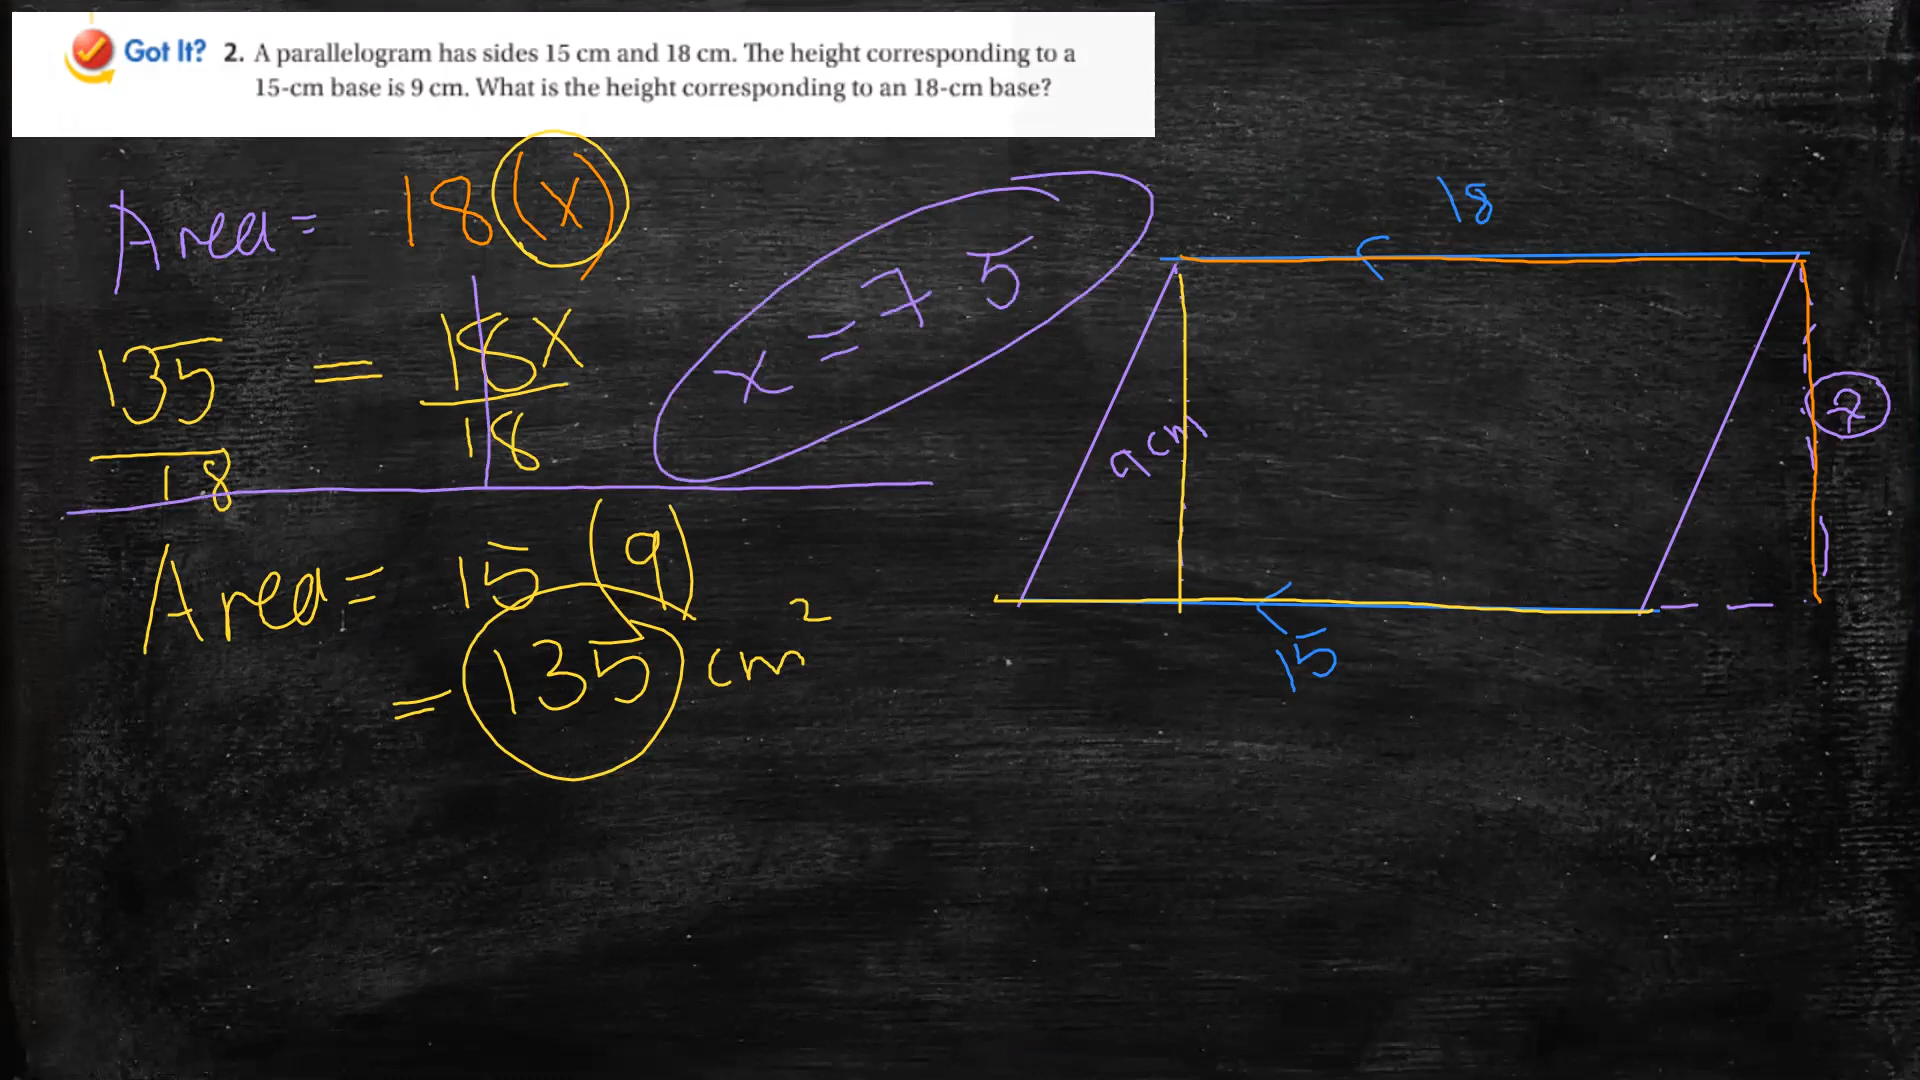 Got It? 2. A parallelogram has sides 15 cm and 18 cm. The height corresponding to a
15-cm base is 9 cm. What is the height corresponding to an 18-cm base?
Area = 18(x)
135 = 18x
18 18
x = 7 5
Area = 15(9)
= 135 cm²
18
9 cm
?
15